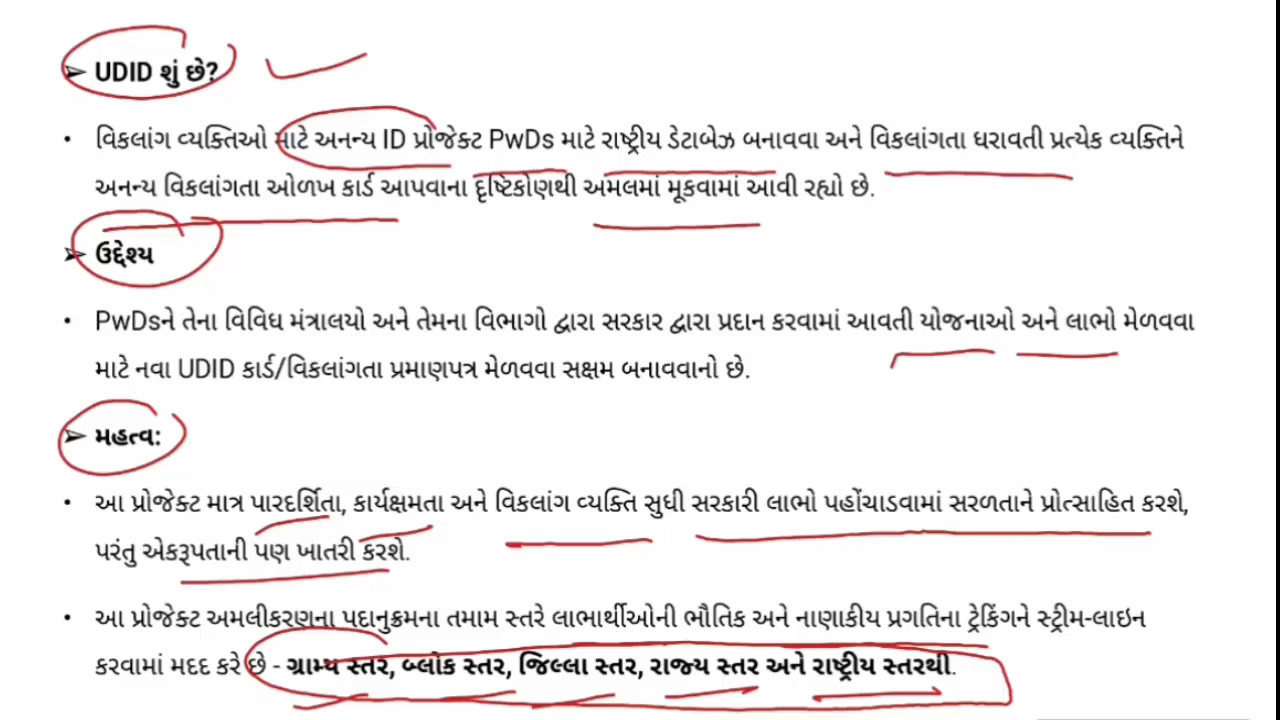 ➢ UDID શું છે?
• વિકલાંગ વ્યક્તિઓ માટે અનન્ય ID પ્રોજેક્ટ PwDs માટે રાષ્ટ્રીય ડેટાબેઝ બનાવવા અને વિકલાંગતા ધરાવતી પ્રત્યેક વ્યક્તિને
અનન્ય વિકલાંગતા ઓળખ કાર્ડ આપવાના દૃષ્ટિકોણથી અમલમાં મૂકવામાં આવી રહ્યો છે.
➢ ઉદ્દેશ્ય
• PwDsને તેના વિવિધ મંત્રાલયો અને તેમના વિભાગો દ્વારા સરકાર દ્વારા પ્રદાન કરવામાં આવતી યોજનાઓ અને લાભો મેળવવા
માટે નવા UDID કાર્ડ/વિકલાંગતા પ્રમાણપત્ર મેળવવા સક્ષમ બનાવવાનો છે.
➢ મહત્વ:
• આ પ્રોજેક્ટ માત્ર પારદર્શિતા, કાર્યક્ષમતા અને વિકલાંગ વ્યક્તિ સુધી સરકારી લાભો પહોંચાડવામાં સરળતાને પ્રોત્સાહિત કરશે,
પરંતુ એકરૂપતાની પણ ખાતરી કરશે.
• આ પ્રોજેક્ટ અમલીકરણના પદાનુક્રમના તમામ સ્તરે લાભાર્થીઓની ભૌતિક અને નાણાકીય પ્રગતિના ટ્રેકિંગને સ્ટ્રીમ-લાઇન
કરવામાં મદદ કરે છે - ગ્રામ્ય સ્તર, બ્લોક સ્તર, જિલ્લા સ્તર, રાજ્ય સ્તર અને રાષ્ટ્રીય સ્તરથી.